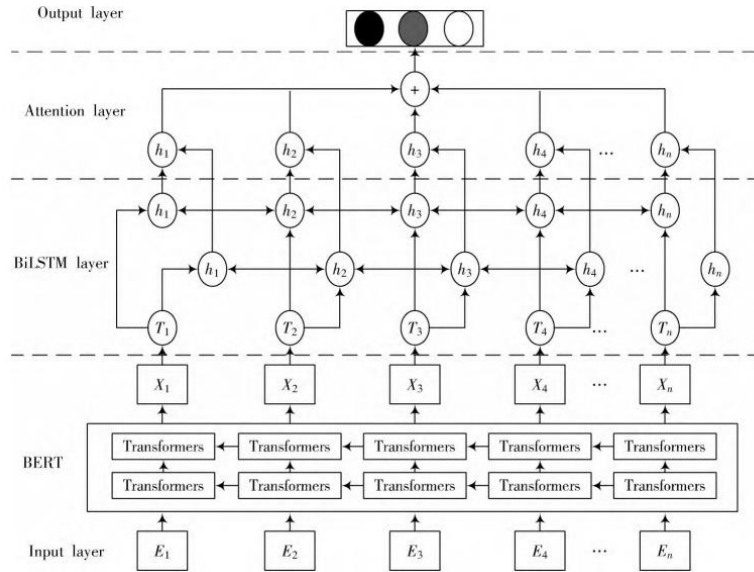 Output layer
+
Attention layer
h1 h2 h3 h4 ... hn
h1 h2 h3 h4 hn
BiLSTM layer
h1 h2 h3 h4 ... hn
T1 T2 T3 T4 ... Tn
X1 X2 X3 X4 ... Xn
Transformers Transformers Transformers Transformers Transformers
BERT
Transformers Transformers Transformers Transformers Transformers
Input layer E1 E2 E3 E4 ... En